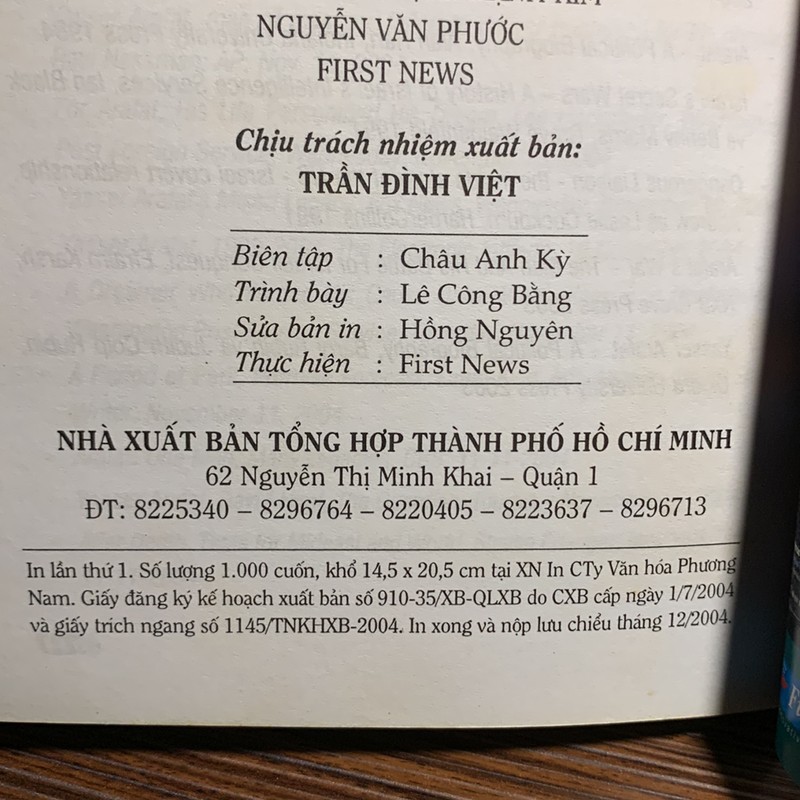 NGUYỄN VĂN PHƯỚC
FIRST NEWS
Chịu trách nhiệm xuất bản:
TRẦN ĐÌNH VIỆT
Biên tập : Châu Anh Kỳ
Trình bày : Lê Công Bằng
Sửa bản in : Hồng Nguyên
Thực hiện : First News
NHÀ XUẤT BẢN TỔNG HỢP THÀNH PHỐ HỒ CHÍ MINH
62 Nguyễn Thị Minh Khai – Quận 1
ĐT: 8225340 – 8296764 – 8220405 – 8223637 – 8296713
In lần thứ 1. Số lượng 1.000 cuốn, khổ 14,5 x 20,5 cm tại XN In CTy Văn hóa Phương
Nam. Giấy đăng ký kế hoạch xuất bản số 910-35/XB-QLXB do CXB cấp ngày 1/7/2004
và giấy trích ngang số 1145/TNKHXB-2004. In xong và nộp lưu chiểu tháng 12/2004.